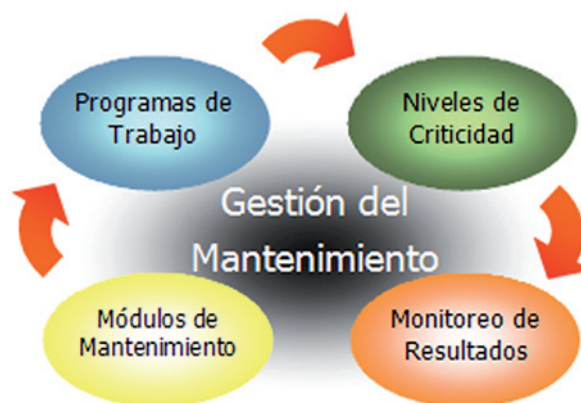 Programas de
Trabajo
Niveles de
Criticidad
Gestión del
Mantenimiento
Módulos de
Mantenimiento
Monitoreo de
Resultados